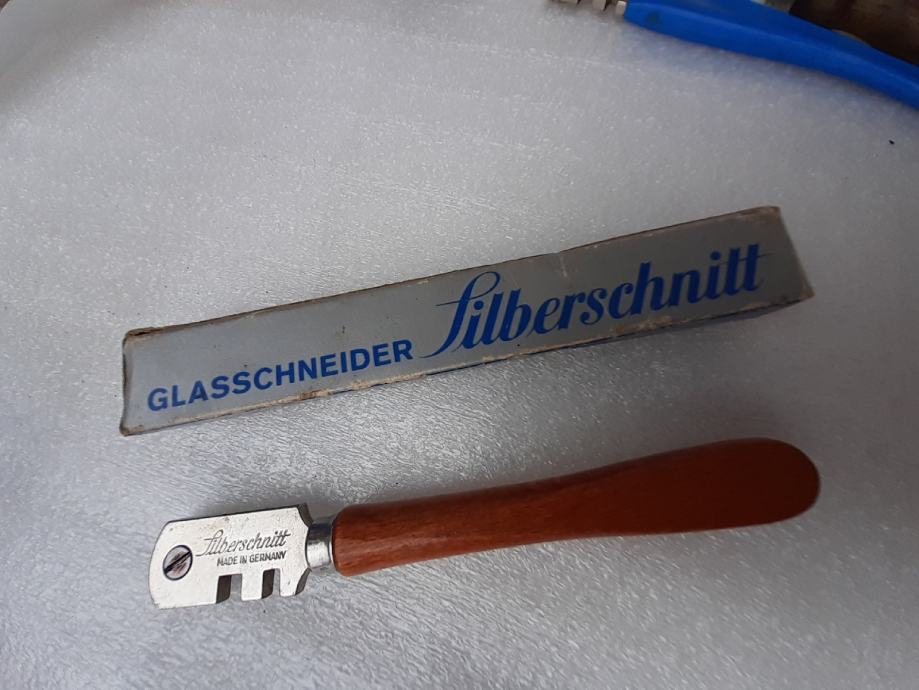 GLASSCHNEIDER Silberschnitt
Silberschnitt
MADE IN GERMANY